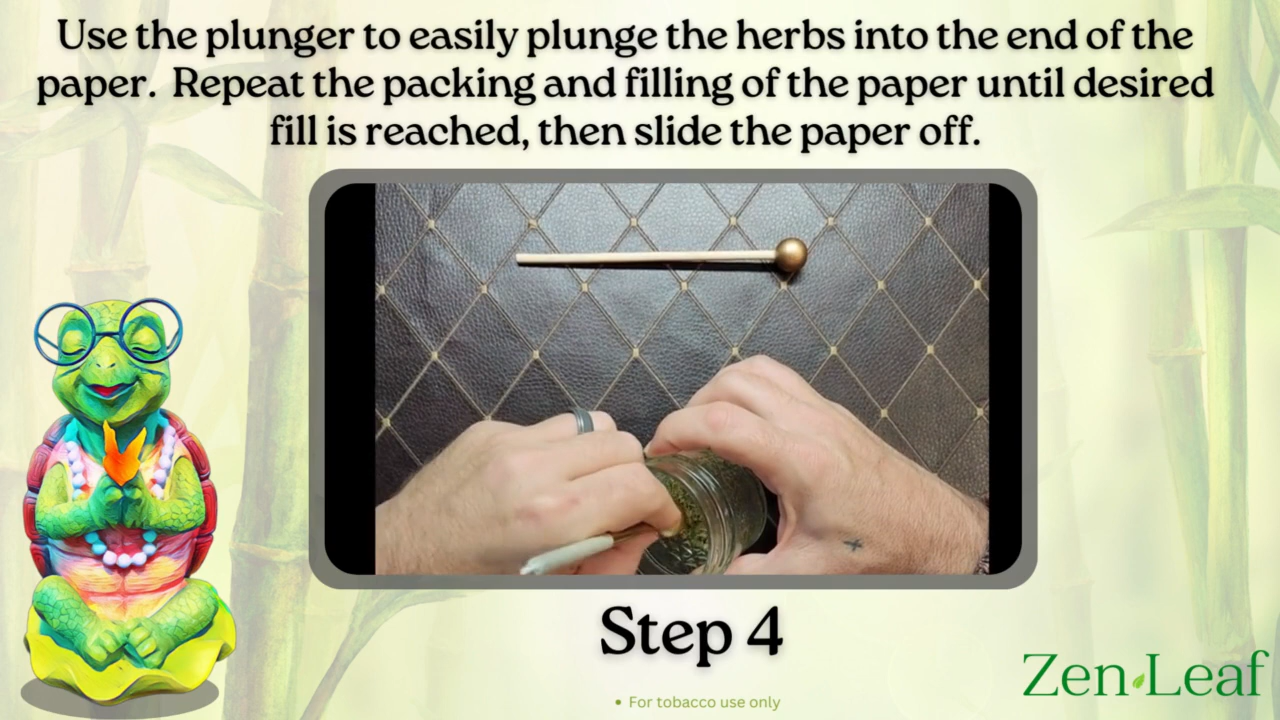 Use the plunger to easily plunge the herbs into the end of the
paper. Repeat the packing and filling of the paper until desired
fill is reached, then slide the paper off.
Step 4
• For tobacco use only
Zen Leaf